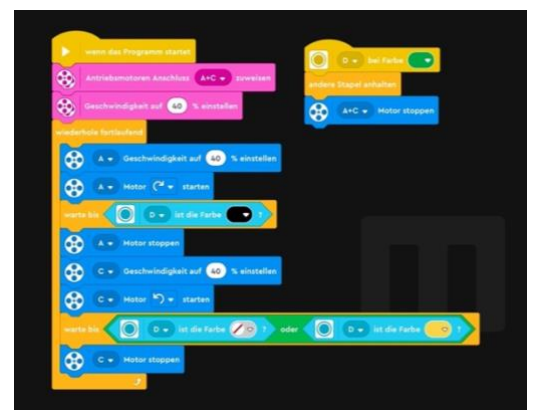 wenn das Programm startet
Antriebsmotoren Anschluss A+C zuweisen
Geschwindigkeit auf 40 % einstellen
wiederhole fortlaufend
A Geschwindigkeit auf 40 % einstellen
A Motor starten
warte bis D ist die Farbe ?
A Motor stoppen
C Geschwindigkeit auf 40 % einstellen
C Motor starten
warte bis D ist die Farbe ? oder D ist die Farbe ?
C Motor stoppen
D bei Farbe
andere Stapel anhalten
A+C Motor stoppen